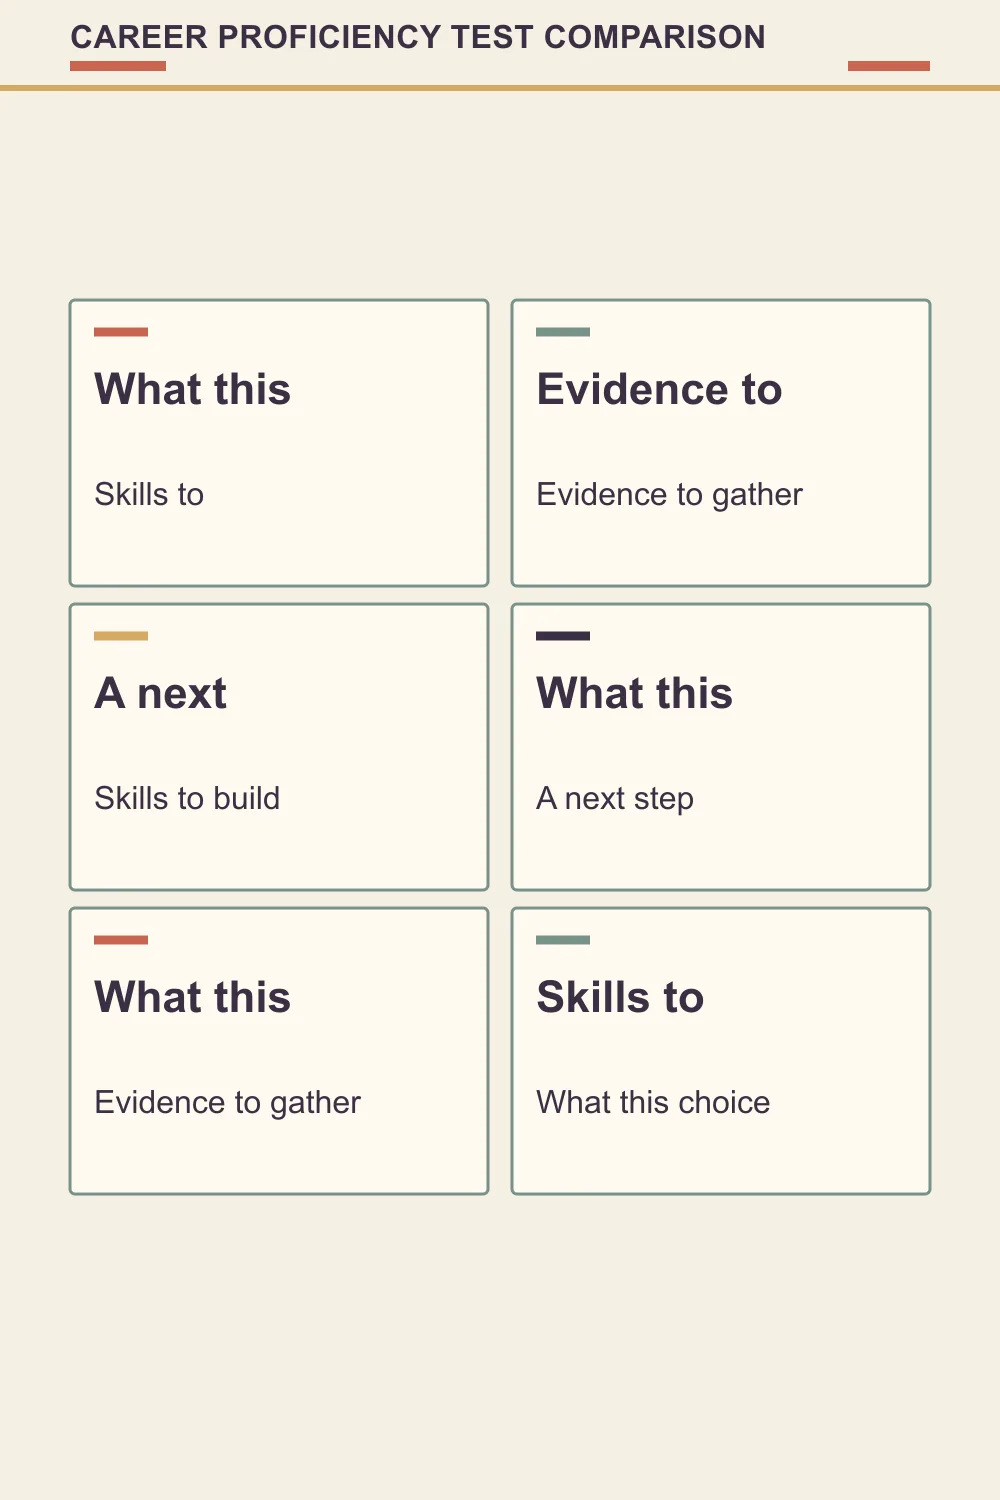 CAREER PROFICIENCY TEST COMPARISON
What this
Skills to
Evidence to
Evidence to gather
A next
Skills to build
What this
A next step
What this
Evidence to gather
Skills to
What this choice